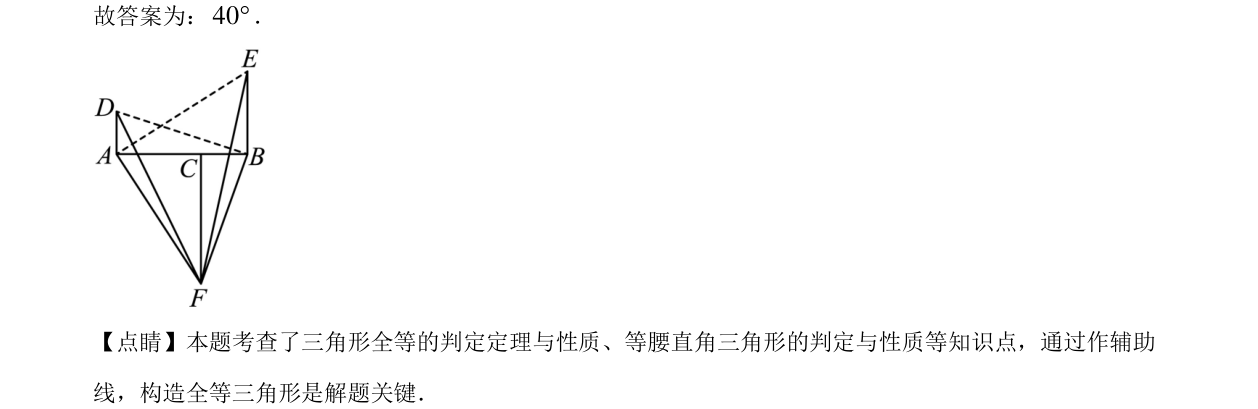 故答案为：40°．
E
D
A
C
B
F
【点睛】本题考查了三角形全等的判定定理与性质、等腰直角三角形的判定与性质等知识点，通过作辅助
线，构造全等三角形是解题关键．